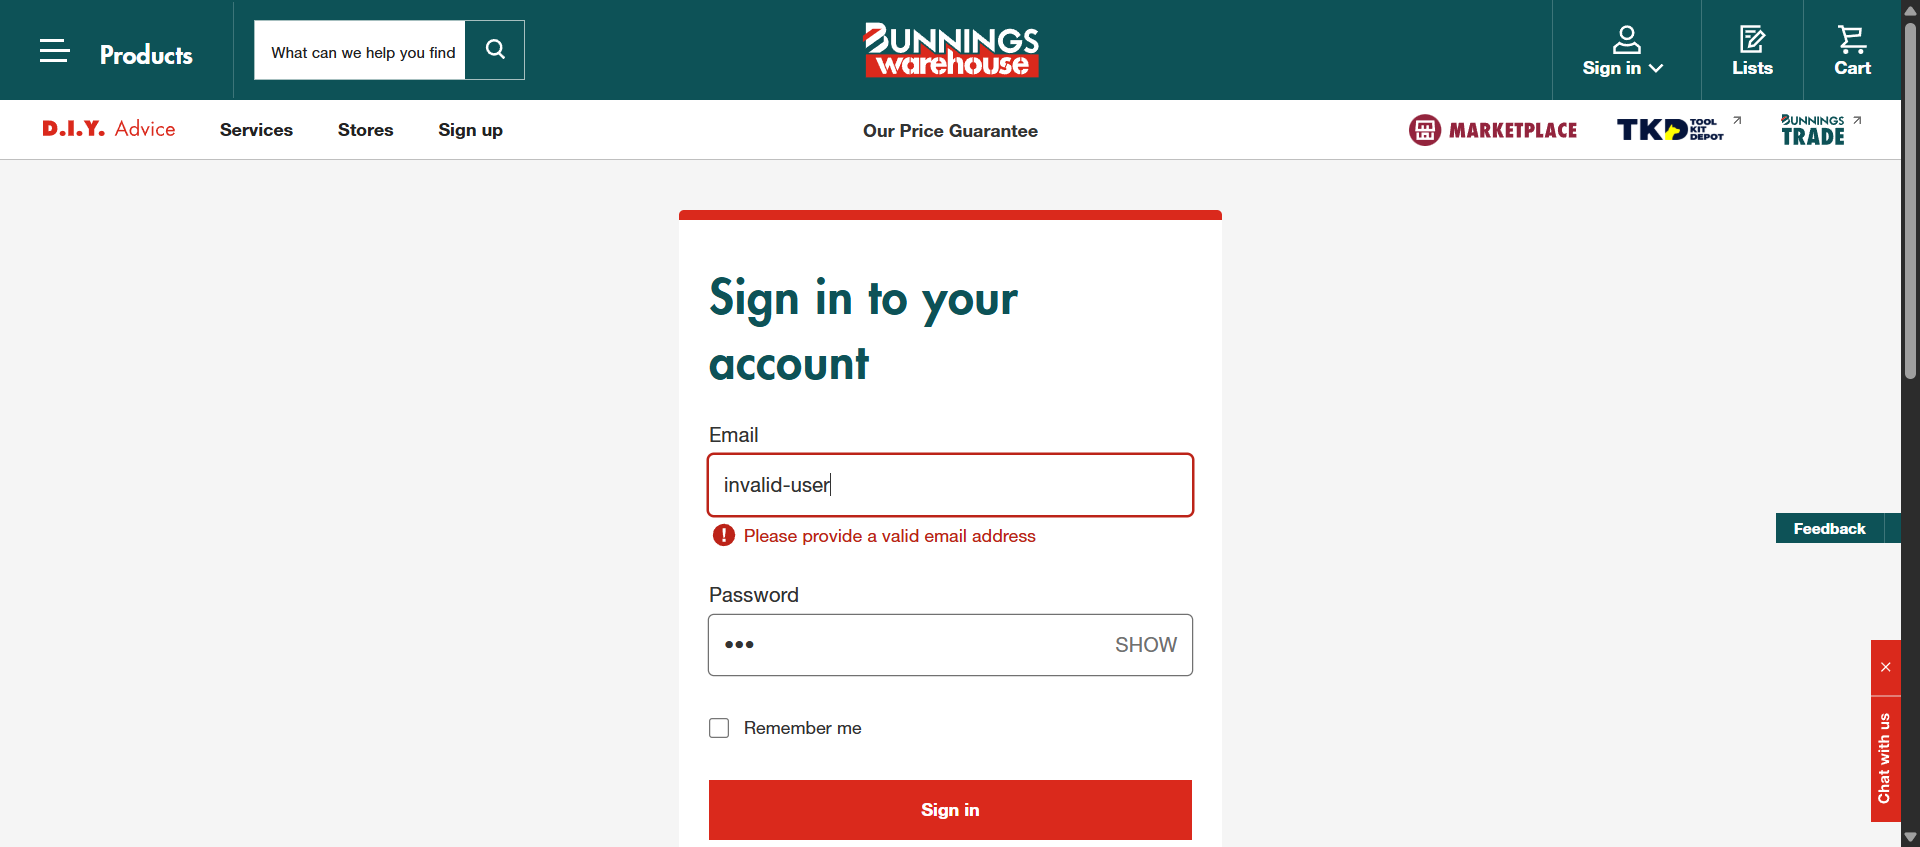 Products
What can we help you find
BUNNINGS
warehouse
Sign in
Lists
Cart
D.I.Y. Advice
Services
Stores
Sign up
Our Price Guarantee
MARKETPLACE
TKD TOOL
KIT
DEPOT
BUNNINGS
TRADE
Sign in to your
account
Email
invalid-user
Please provide a valid email address
Feedback
Password
•••
SHOW
Remember me
Chat with us
Sign in